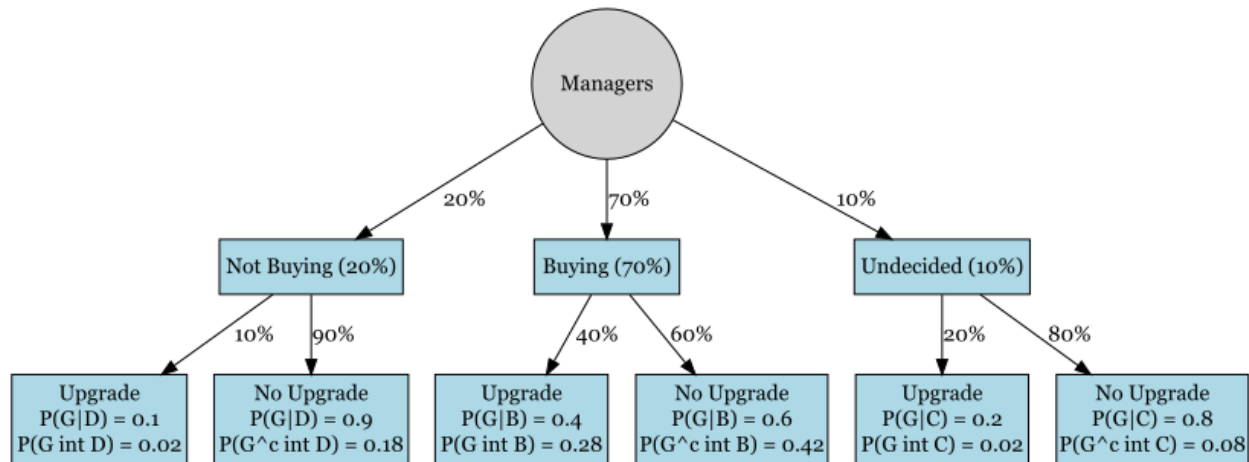 Managers
20%
70%
10%
Not Buying (20%)
Buying (70%)
Undecided (10%)
10%
90%
40%
60%
20%
80%
Upgrade
P(G|D) = 0.1
P(G int D) = 0.02
No Upgrade
P(G|D) = 0.9
P(G^c int D) = 0.18
Upgrade
P(G|B) = 0.4
P(G int B) = 0.28
No Upgrade
P(G|B) = 0.6
P(G^c int B) = 0.42
Upgrade
P(G|C) = 0.2
P(G int C) = 0.02
No Upgrade
P(G|C) = 0.8
P(G^c int C) = 0.08